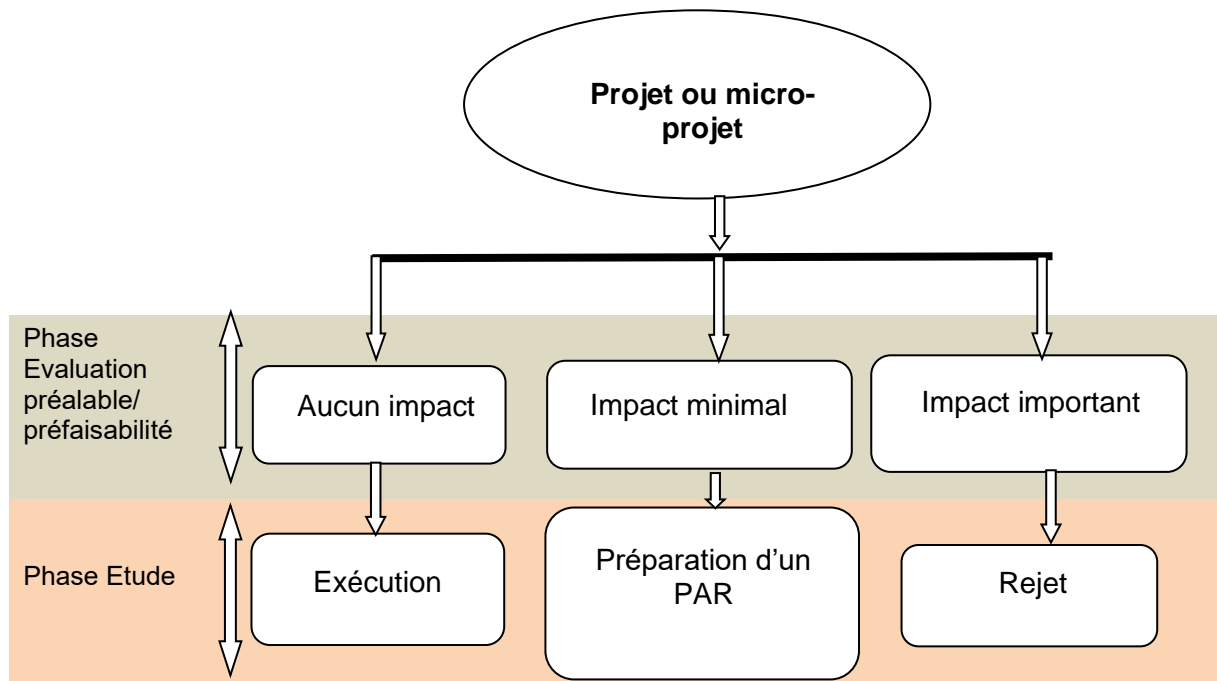 Projet ou micro-
projet
Phase
Evaluation
préalable/
préfaisabilité
Aucun impact
Impact minimal
Impact important
Phase Etude
Exécution
Préparation d’un
PAR
Rejet